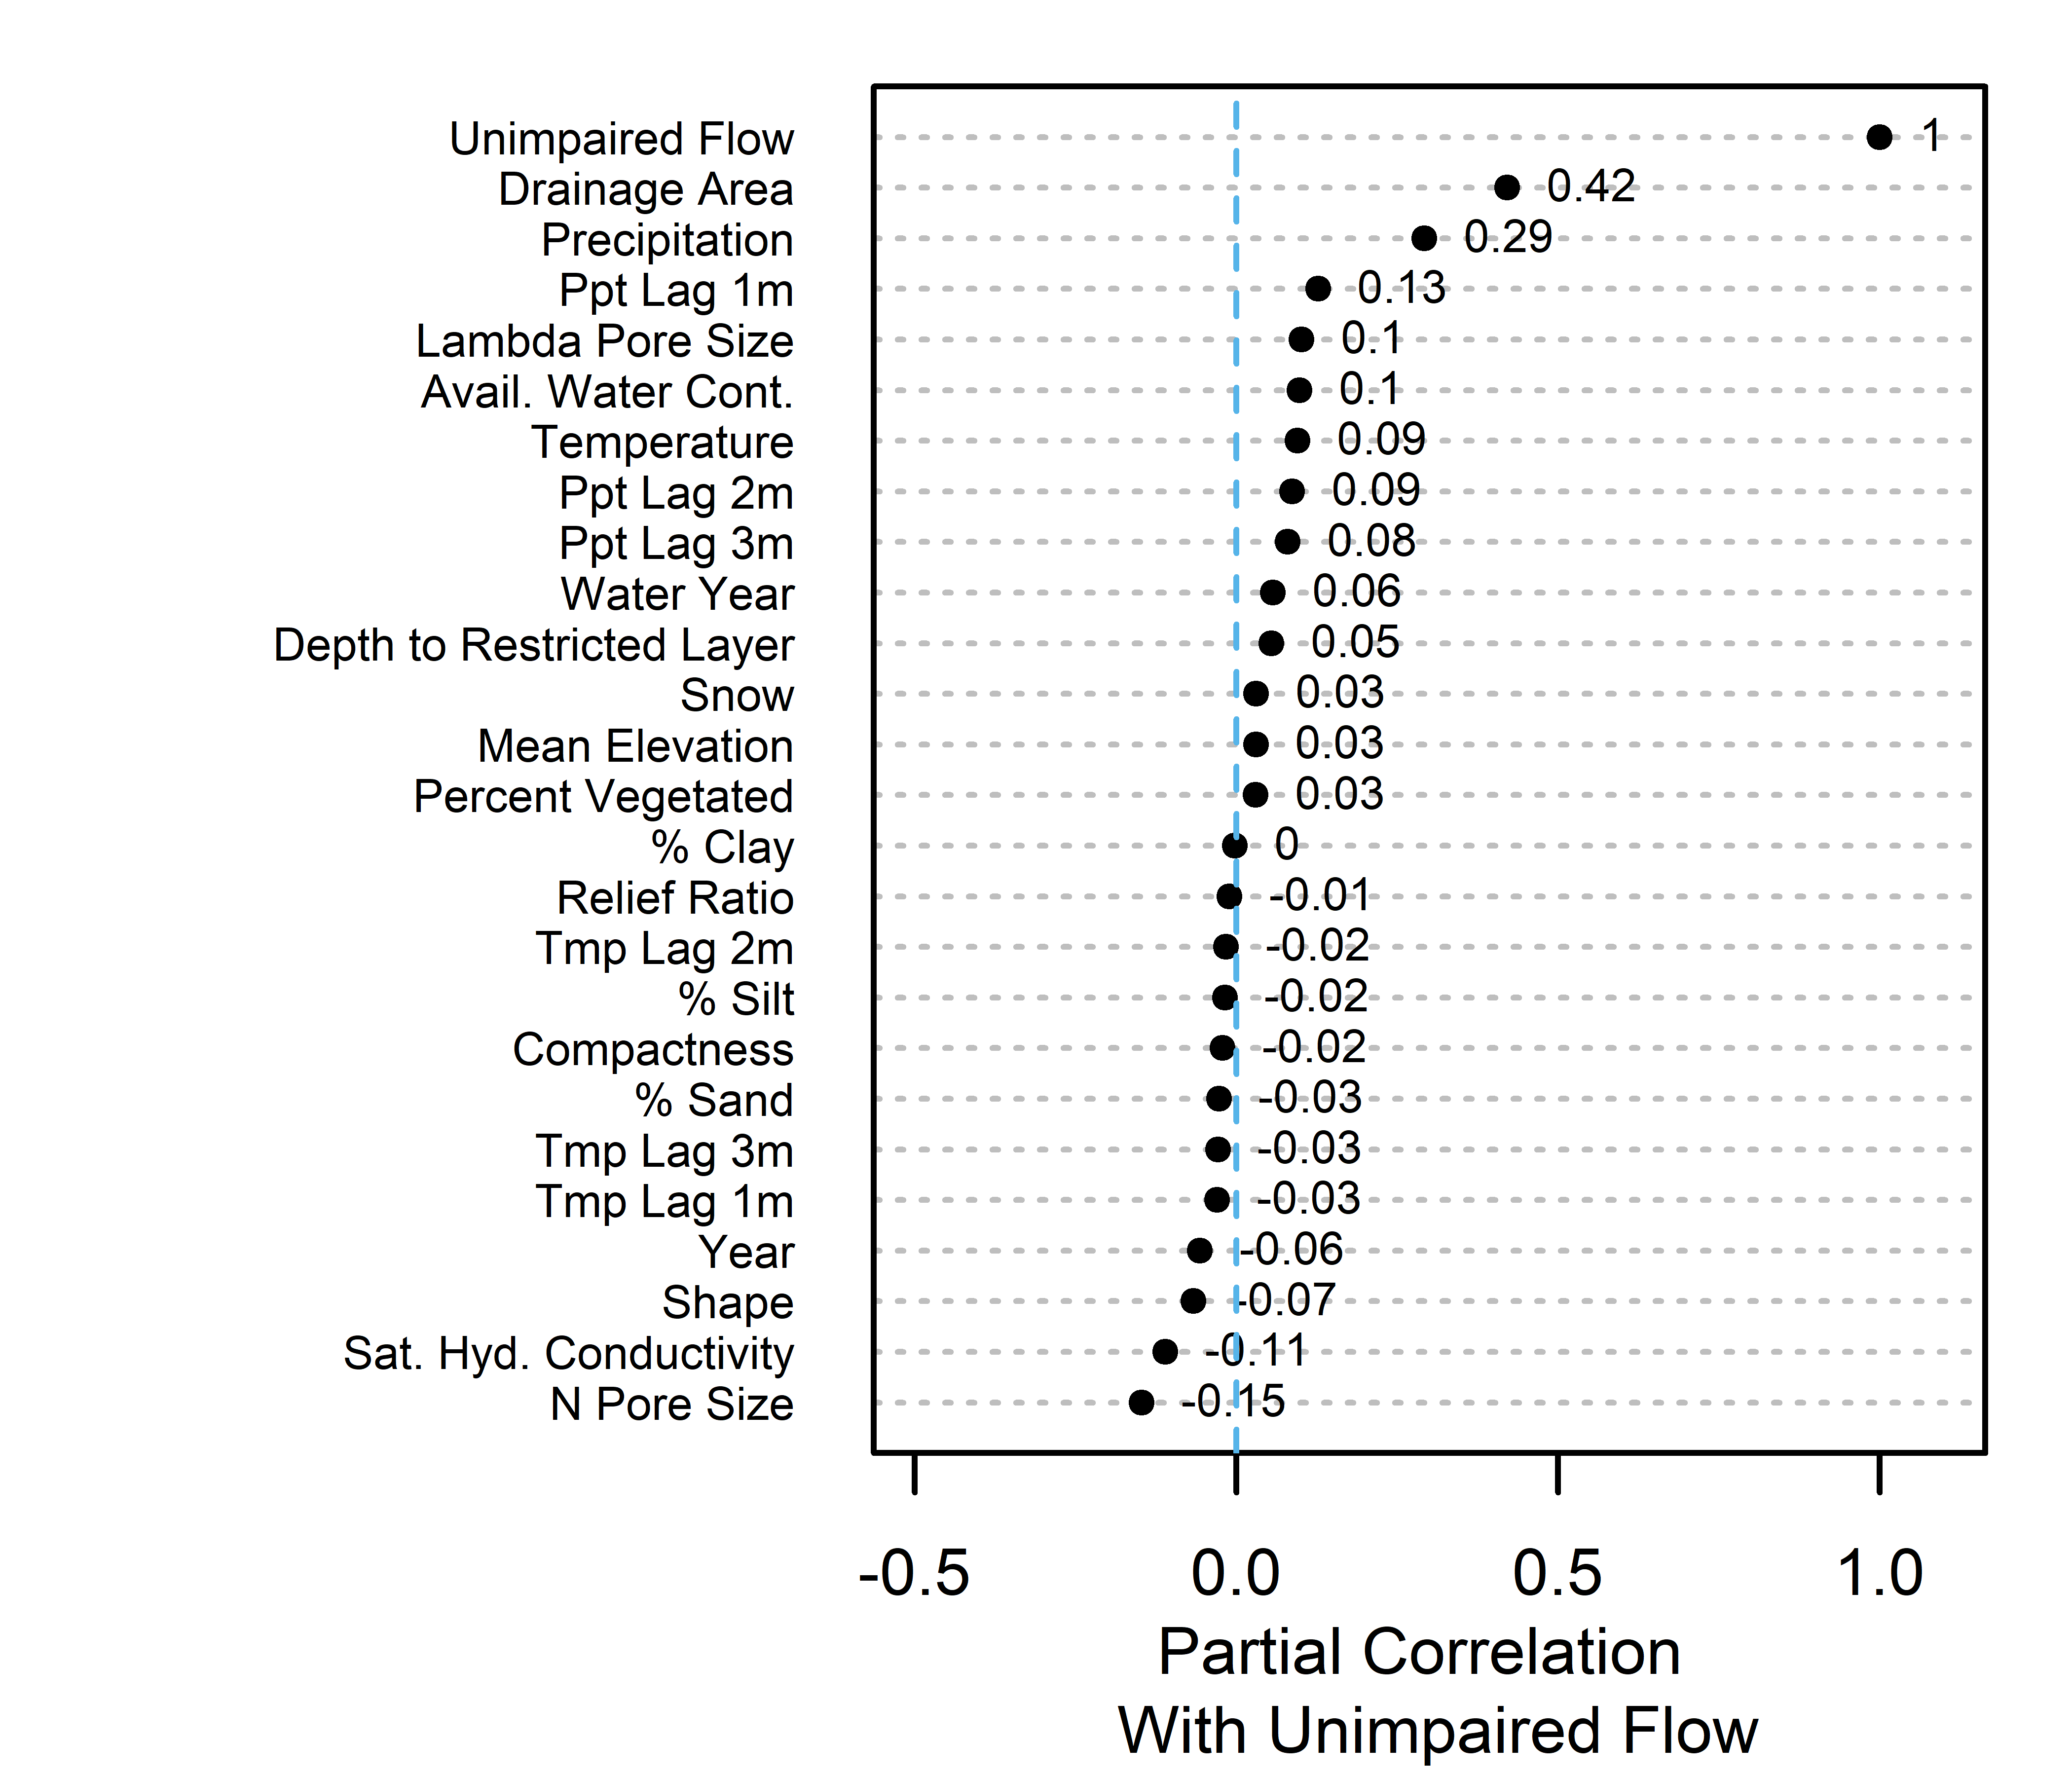 Unimpaired Flow 1
Drainage Area 0.42
Precipitation 0.29
Ppt Lag 1m 0.13
Lambda Pore Size 0.1
Avail. Water Cont. 0.1
Temperature 0.09
Ppt Lag 2m 0.09
Ppt Lag 3m 0.08
Water Year 0.06
Depth to Restricted Layer 0.05
Snow 0.03
Mean Elevation 0.03
Percent Vegetated 0.03
% Clay 0
Relief Ratio -0.01
Tmp Lag 2m -0.02
% Silt -0.02
Compactness -0.02
% Sand -0.03
Tmp Lag 3m -0.03
Tmp Lag 1m -0.03
Year -0.06
Shape -0.07
Sat. Hyd. Conductivity -0.11
N Pore Size -0.15
-0.5 0.0 0.5 1.0
Partial Correlation
With Unimpaired Flow